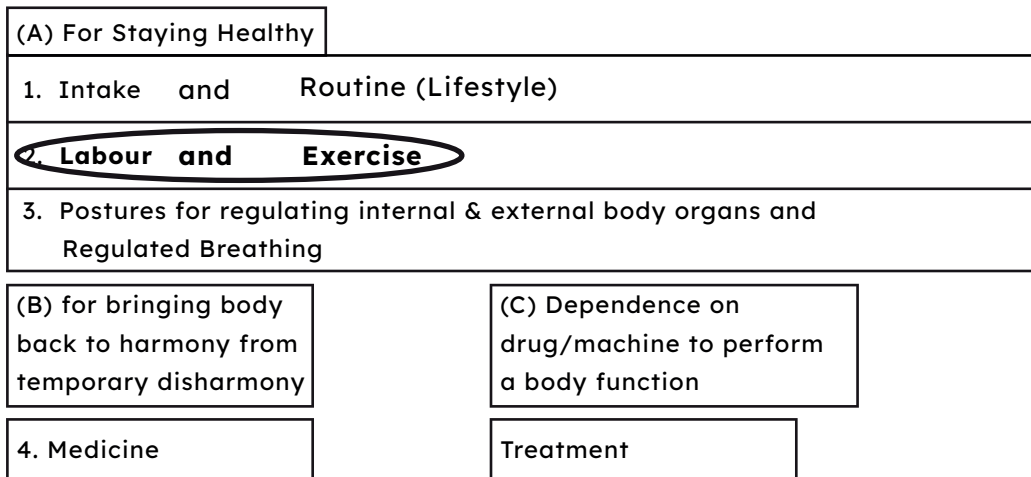 (A) For Staying Healthy
1. Intake and Routine (Lifestyle)
2. Labour and Exercise
3. Postures for regulating internal & external body organs and
Regulated Breathing
(B) for bringing body
back to harmony from
temporary disharmony
(C) Dependence on
drug/machine to perform
a body function
4. Medicine
Treatment